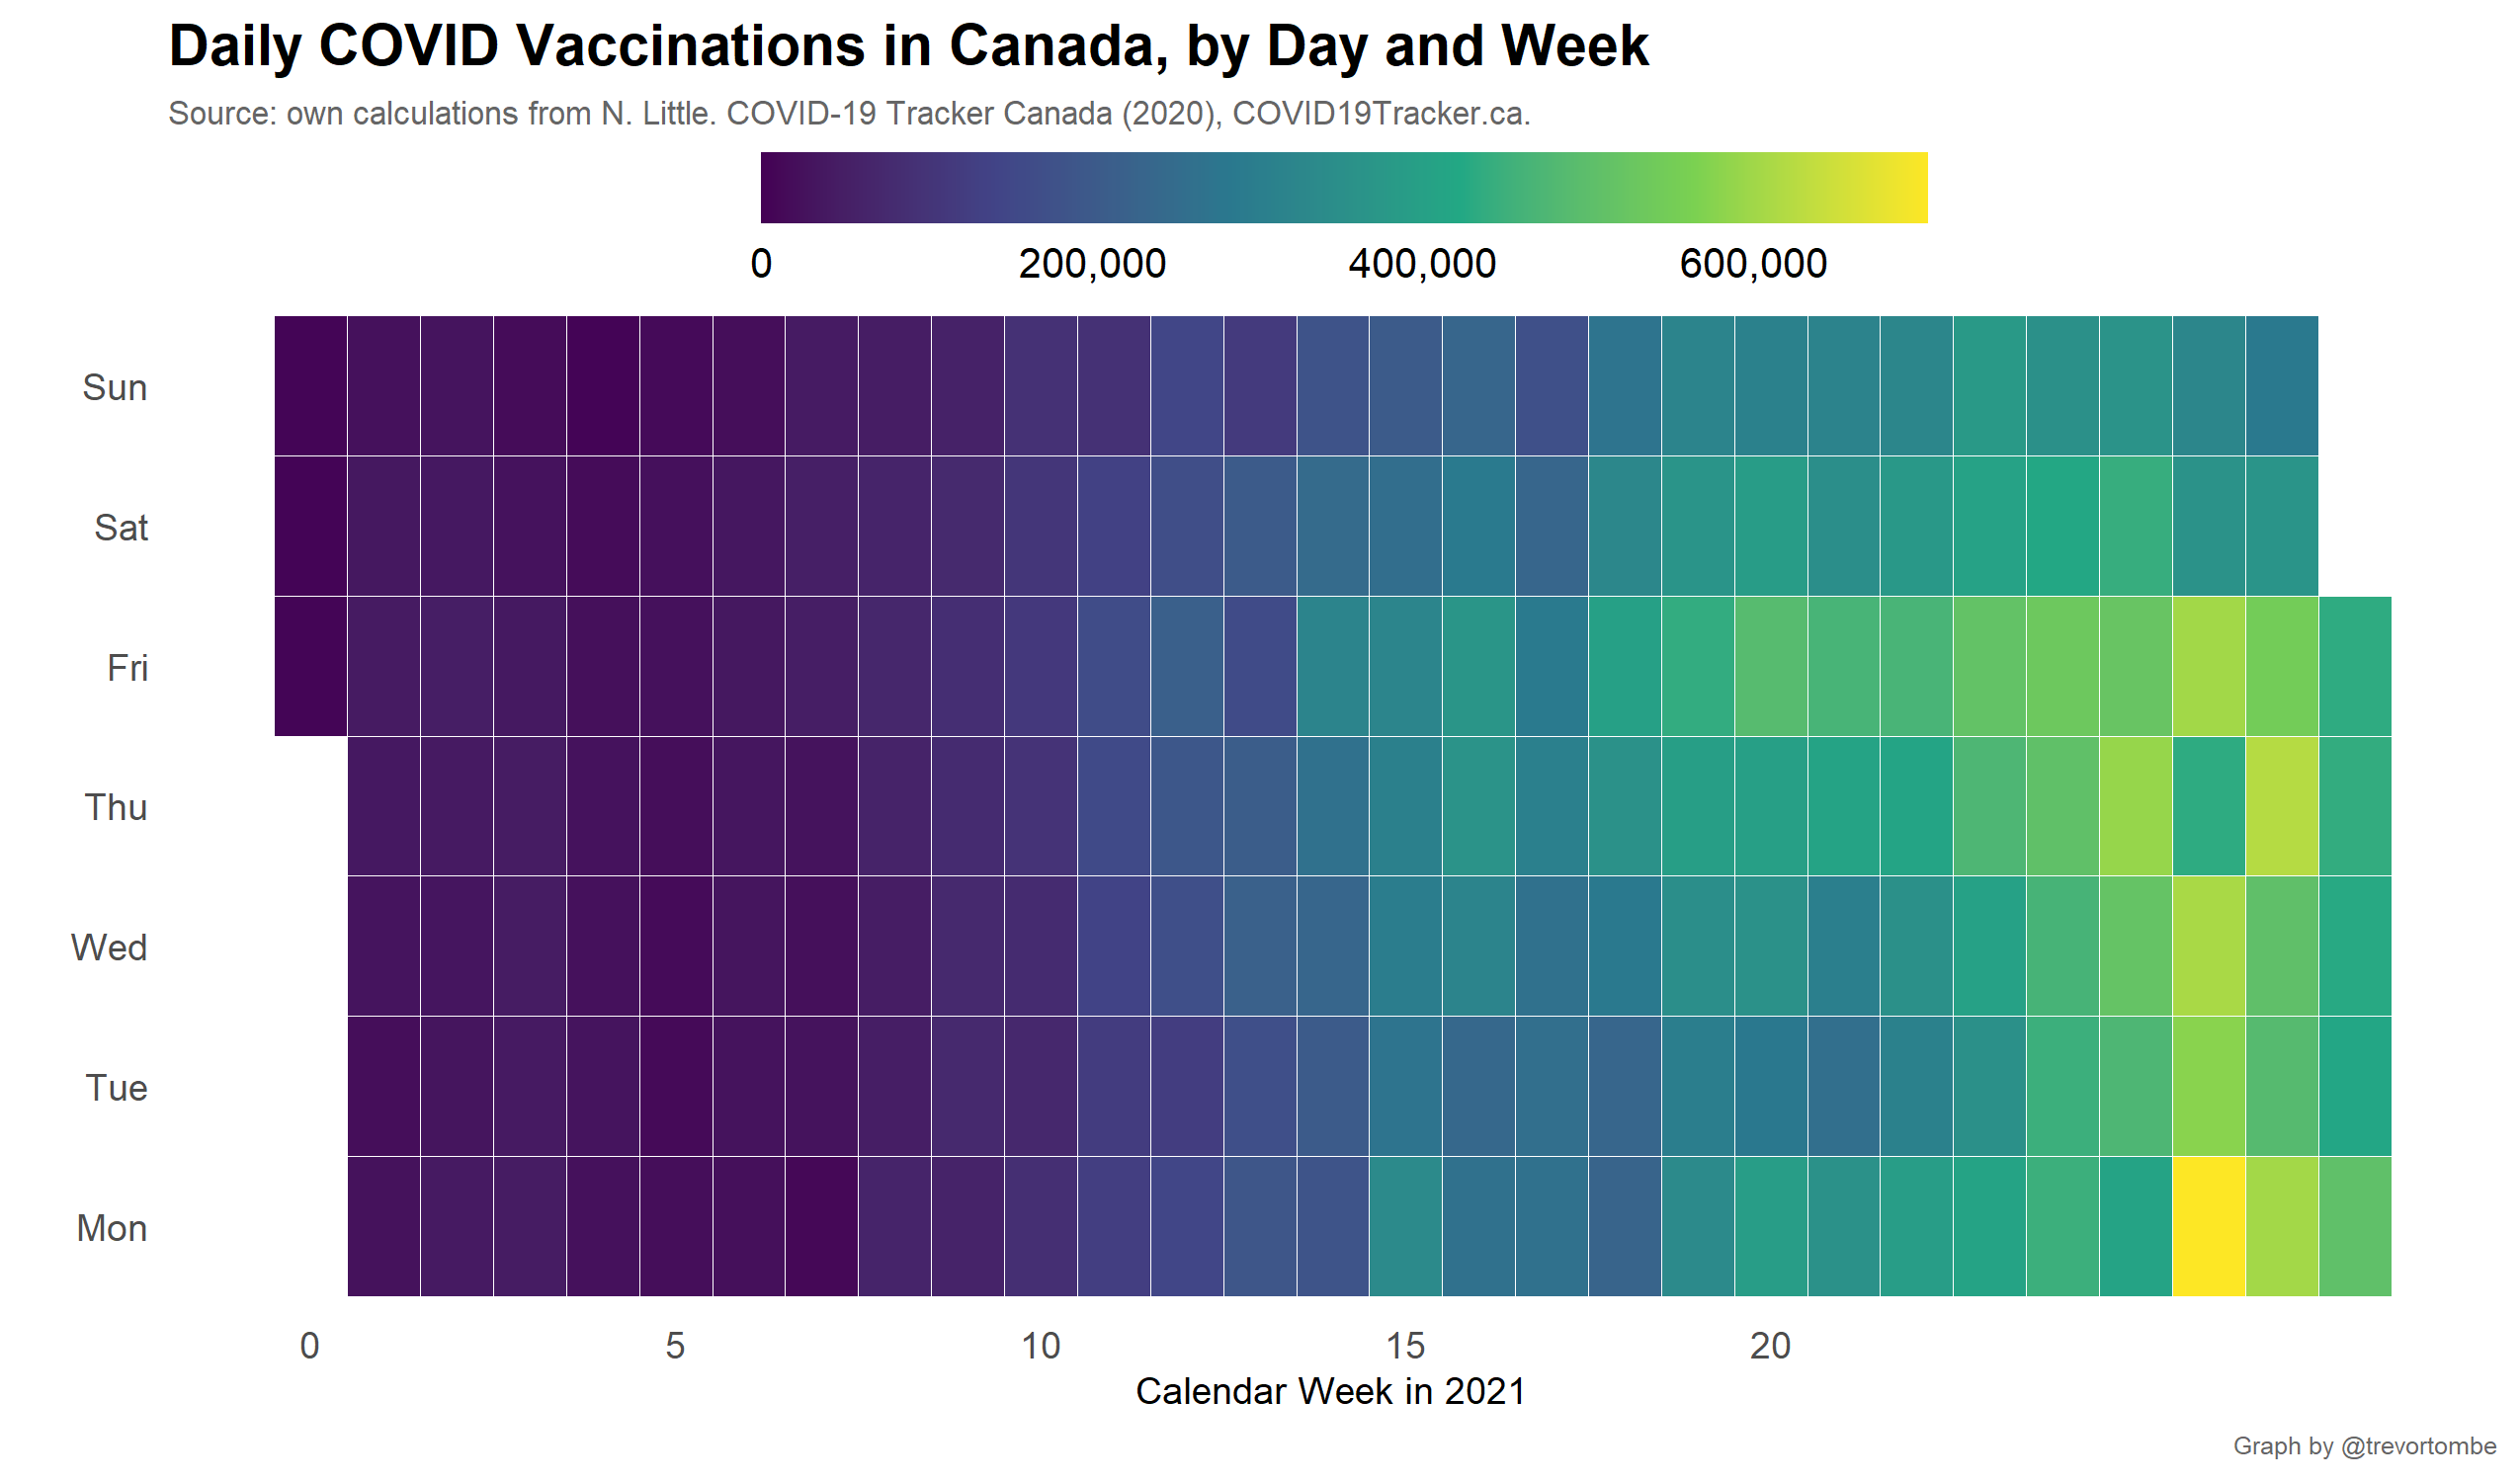 Daily COVID Vaccinations in Canada, by Day and Week
Source: own calculations from N. Little. COVID-19 Tracker Canada (2020), COVID19Tracker.ca.
0 200,000 400,000 600,000
Sun
Sat
Fri
Thu
Wed
Tue
Mon
0 5 10 15 20
Calendar Week in 2021
Graph by @trevortombe